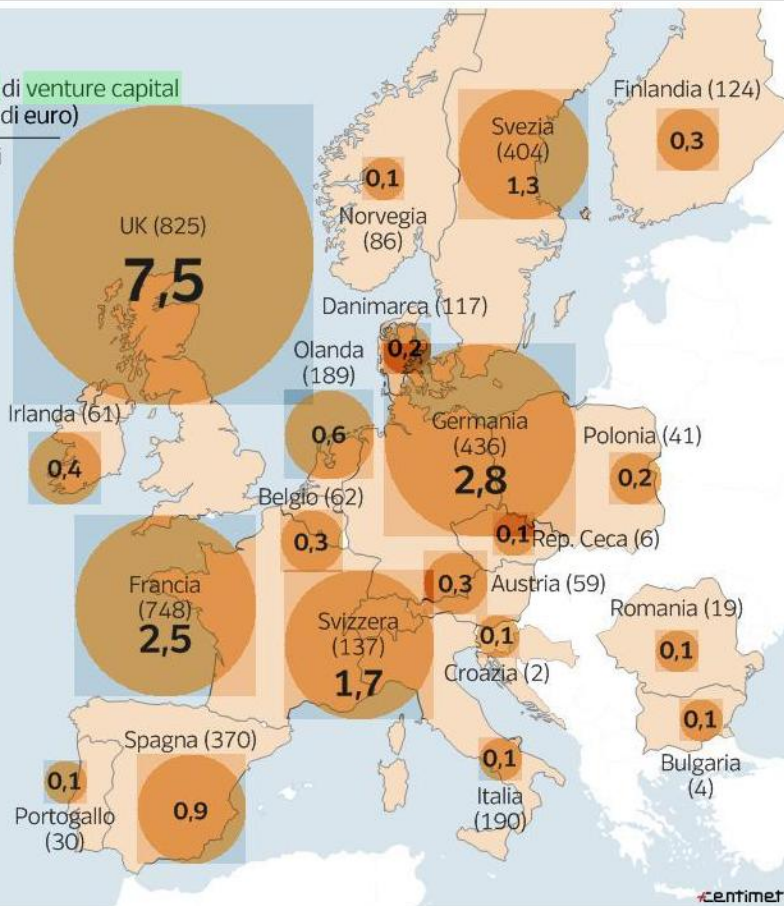 di venture capital
di euro)
Finlandia (124)
0,3
Svezia
(404)
1,3
0,1
Norvegia
(86)
UK (825)
7,5
Danimarca (117)
0,2
Olanda
(189)
0,6
Irlanda (61)
0,4
Germania
(436)
2,8
Polonia (41)
0,2
Belgio (62)
0,3
0,1 Rep. Ceca (6)
Francia
(748)
2,5
0,3 Austria (59)
Svizzera
(137)
1,7
Romania (19)
0,1
0,1
Croazia (2)
0,1
Bulgaria
(4)
Spagna (370)
0,9
0,1
Portogallo
(30)
0,1
Italia
(190)
centimet